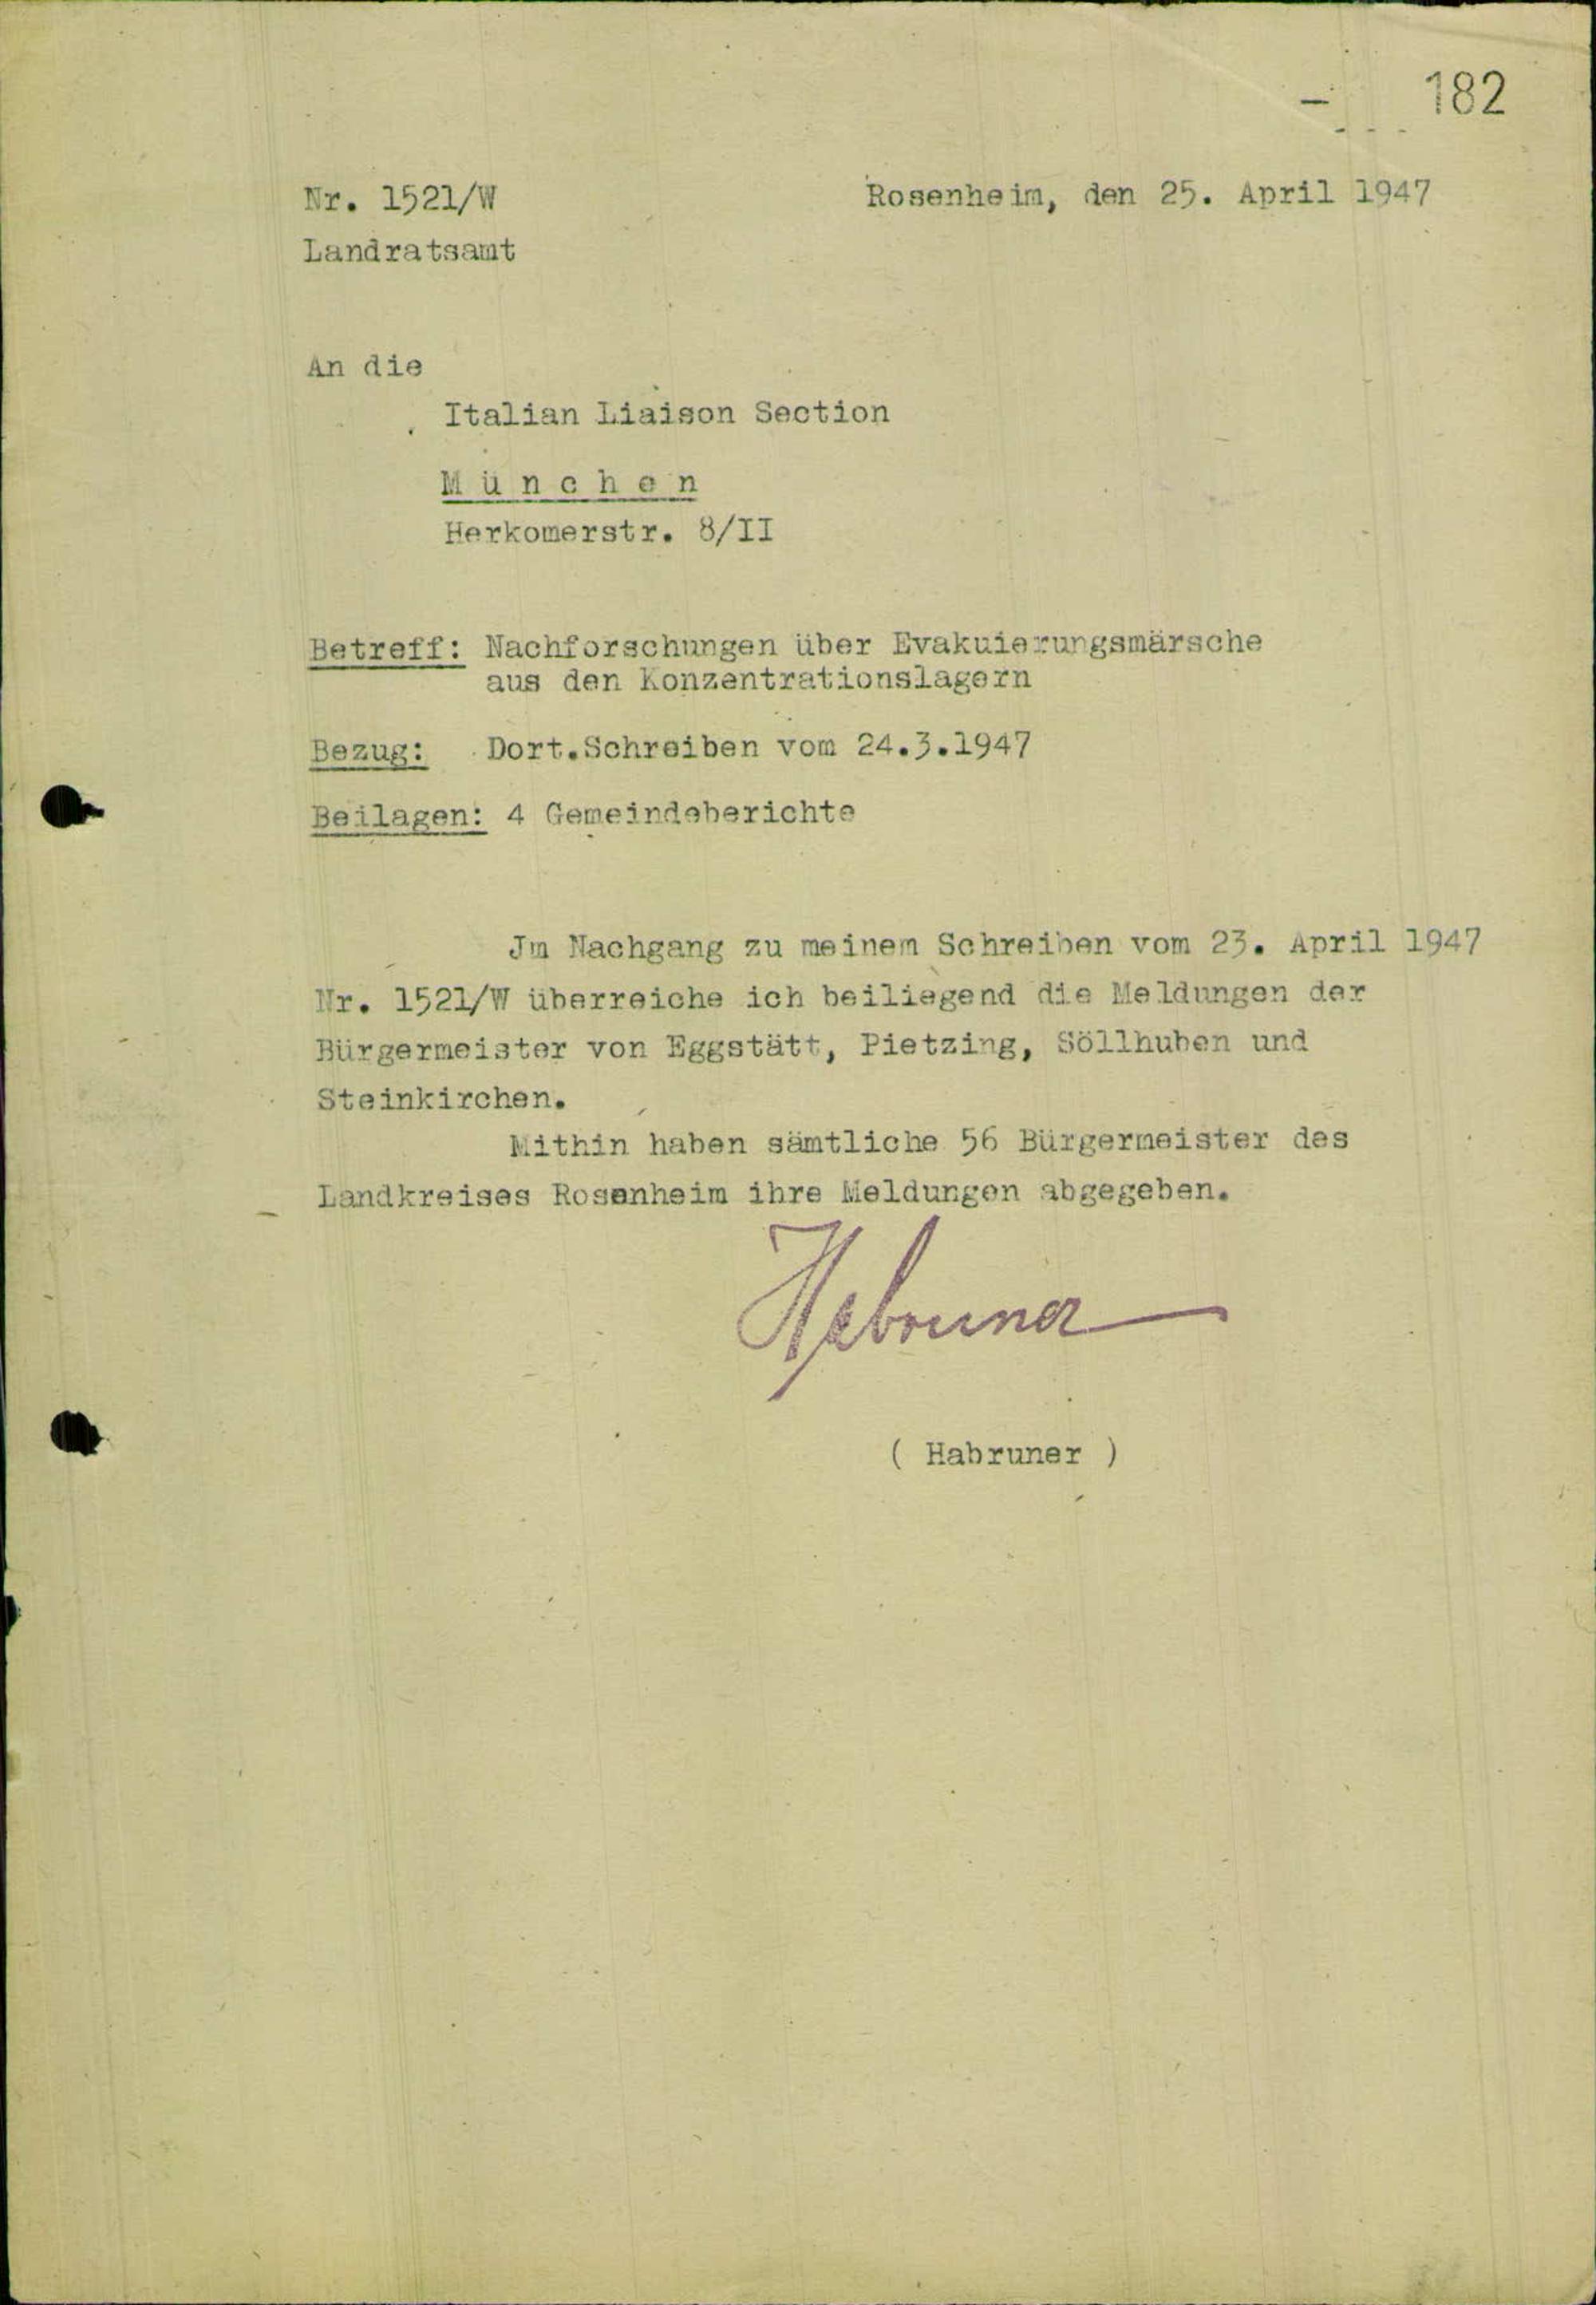 182
Nr. 1521/W
Rosenheim, den 25. April 1947
Landratsamt
An die
Italian Liaison Section
M ü n c h e n
Herkomerstr. 8/II
Betreff: Nachforschungen über Evakuierungsmärsche
aus den Konzentrationslagern
Bezug: Dort.Schreiben vom 24.3.1947
Beilagen: 4 Gemeindeberichte
Jm Nachgang zu meinem Schreiben vom 23. April 1947
Nr. 1521/W überreiche ich beiliegend die Meldungen der
Bürgermeister von Eggstätt, Pietzing, Söllhuben und
Steinkirchen.
Mithin haben sämtliche 56 Bürgermeister des
Landkreises Rosenheim ihre Meldungen abgegeben.
Habruner
( Habruner )